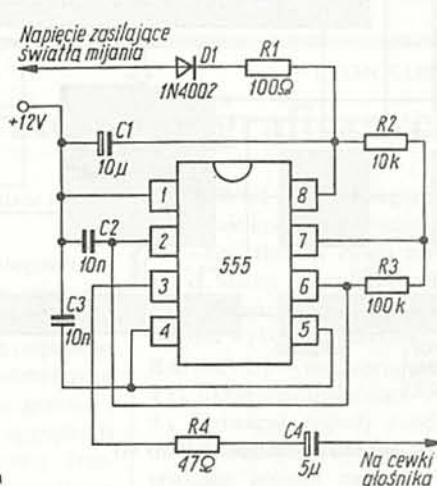 Napięcie zasilające
światła mijania
D1
1N4002
R1
100Ω
+12V
C1
10µ
R2
10k
1
8
C2
10n
2
7
555
3
6
R3
100k
C3
10n
4
5
R4
47Ω
C4
5µ
Na cewki
głośnika